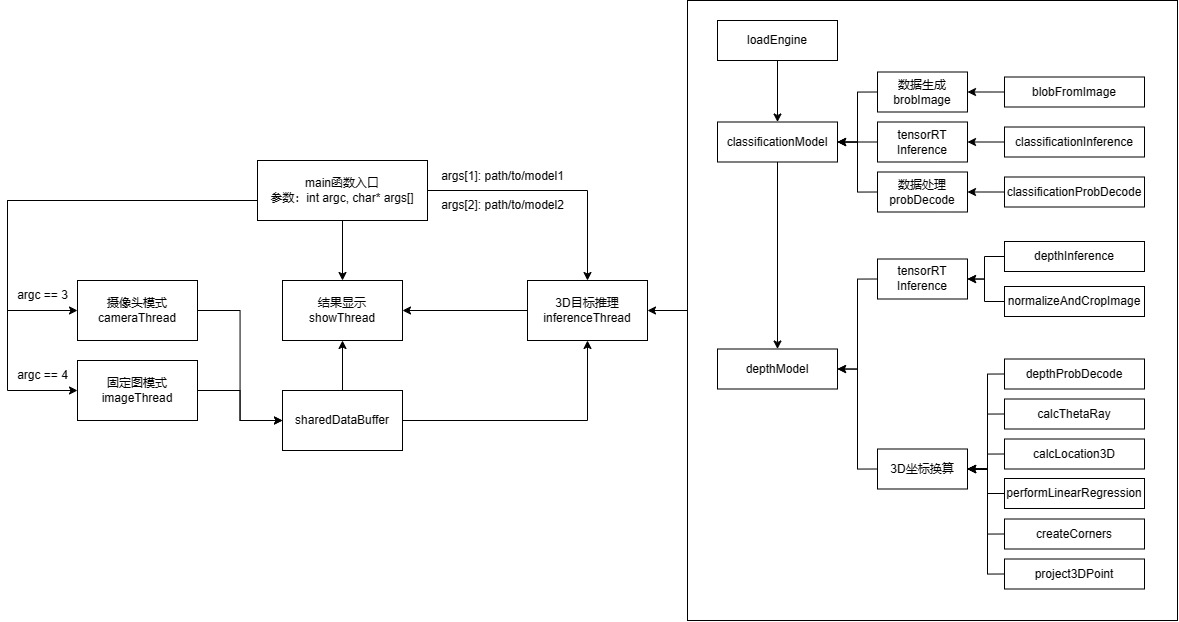 main函数入口
参数：int argc, char* args[]
args[1]: path/to/model1
args[2]: path/to/model2
argc == 3
摄像头模式
cameraThread
argc == 4
固定图模式
imageThread
结果显示
showThread
sharedDataBuffer
3D目标推理
inferenceThread
loadEngine
classificationModel
数据生成
brobImage
blobFromImage
tensorRT
Inference
classificationInference
数据处理
probDecode
classificationProbDecode
depthModel
tensorRT
Inference
depthInference
normalizeAndCropImage
3D坐标换算
depthProbDecode
calcThetaRay
calcLocation3D
performLinearRegression
createCorners
project3DPoint